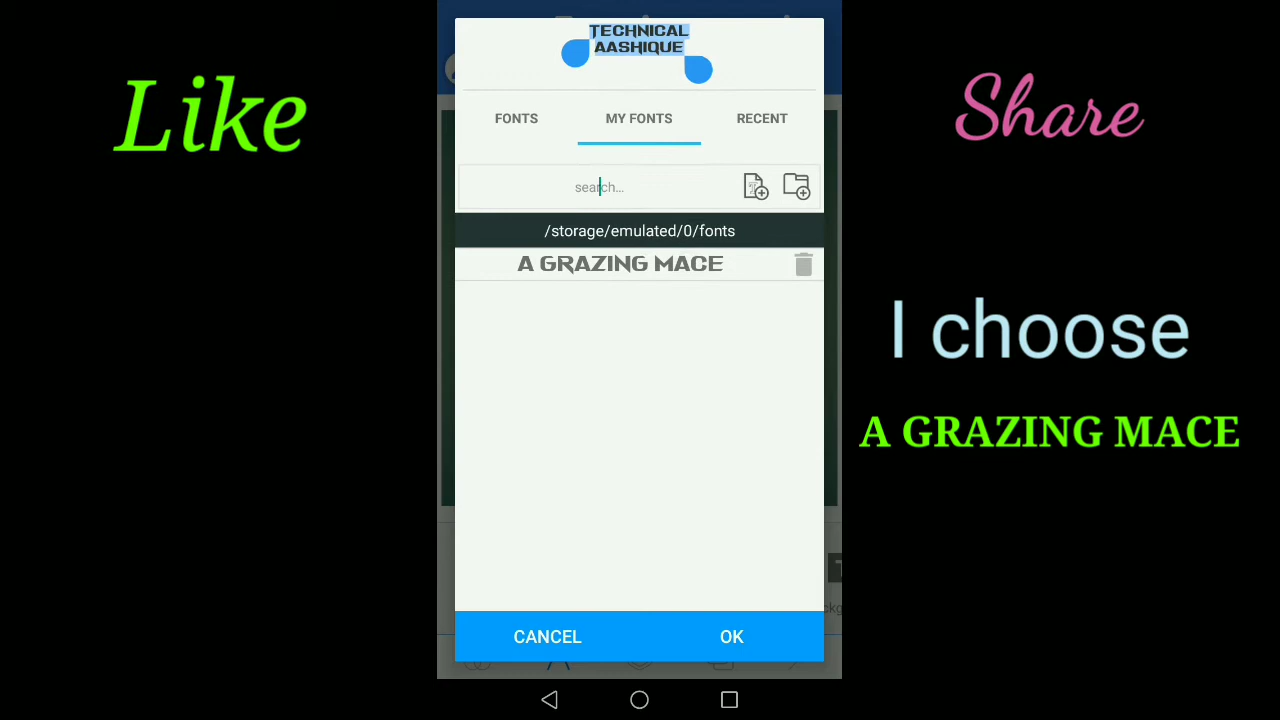 Like
TECHNICAL
AASHIQUE
FONTS
MY FONTS
RECENT
search...
/storage/emulated/0/fonts
A GRAZING MACE
CANCEL
OK
Share
I choose
A GRAZING MACE